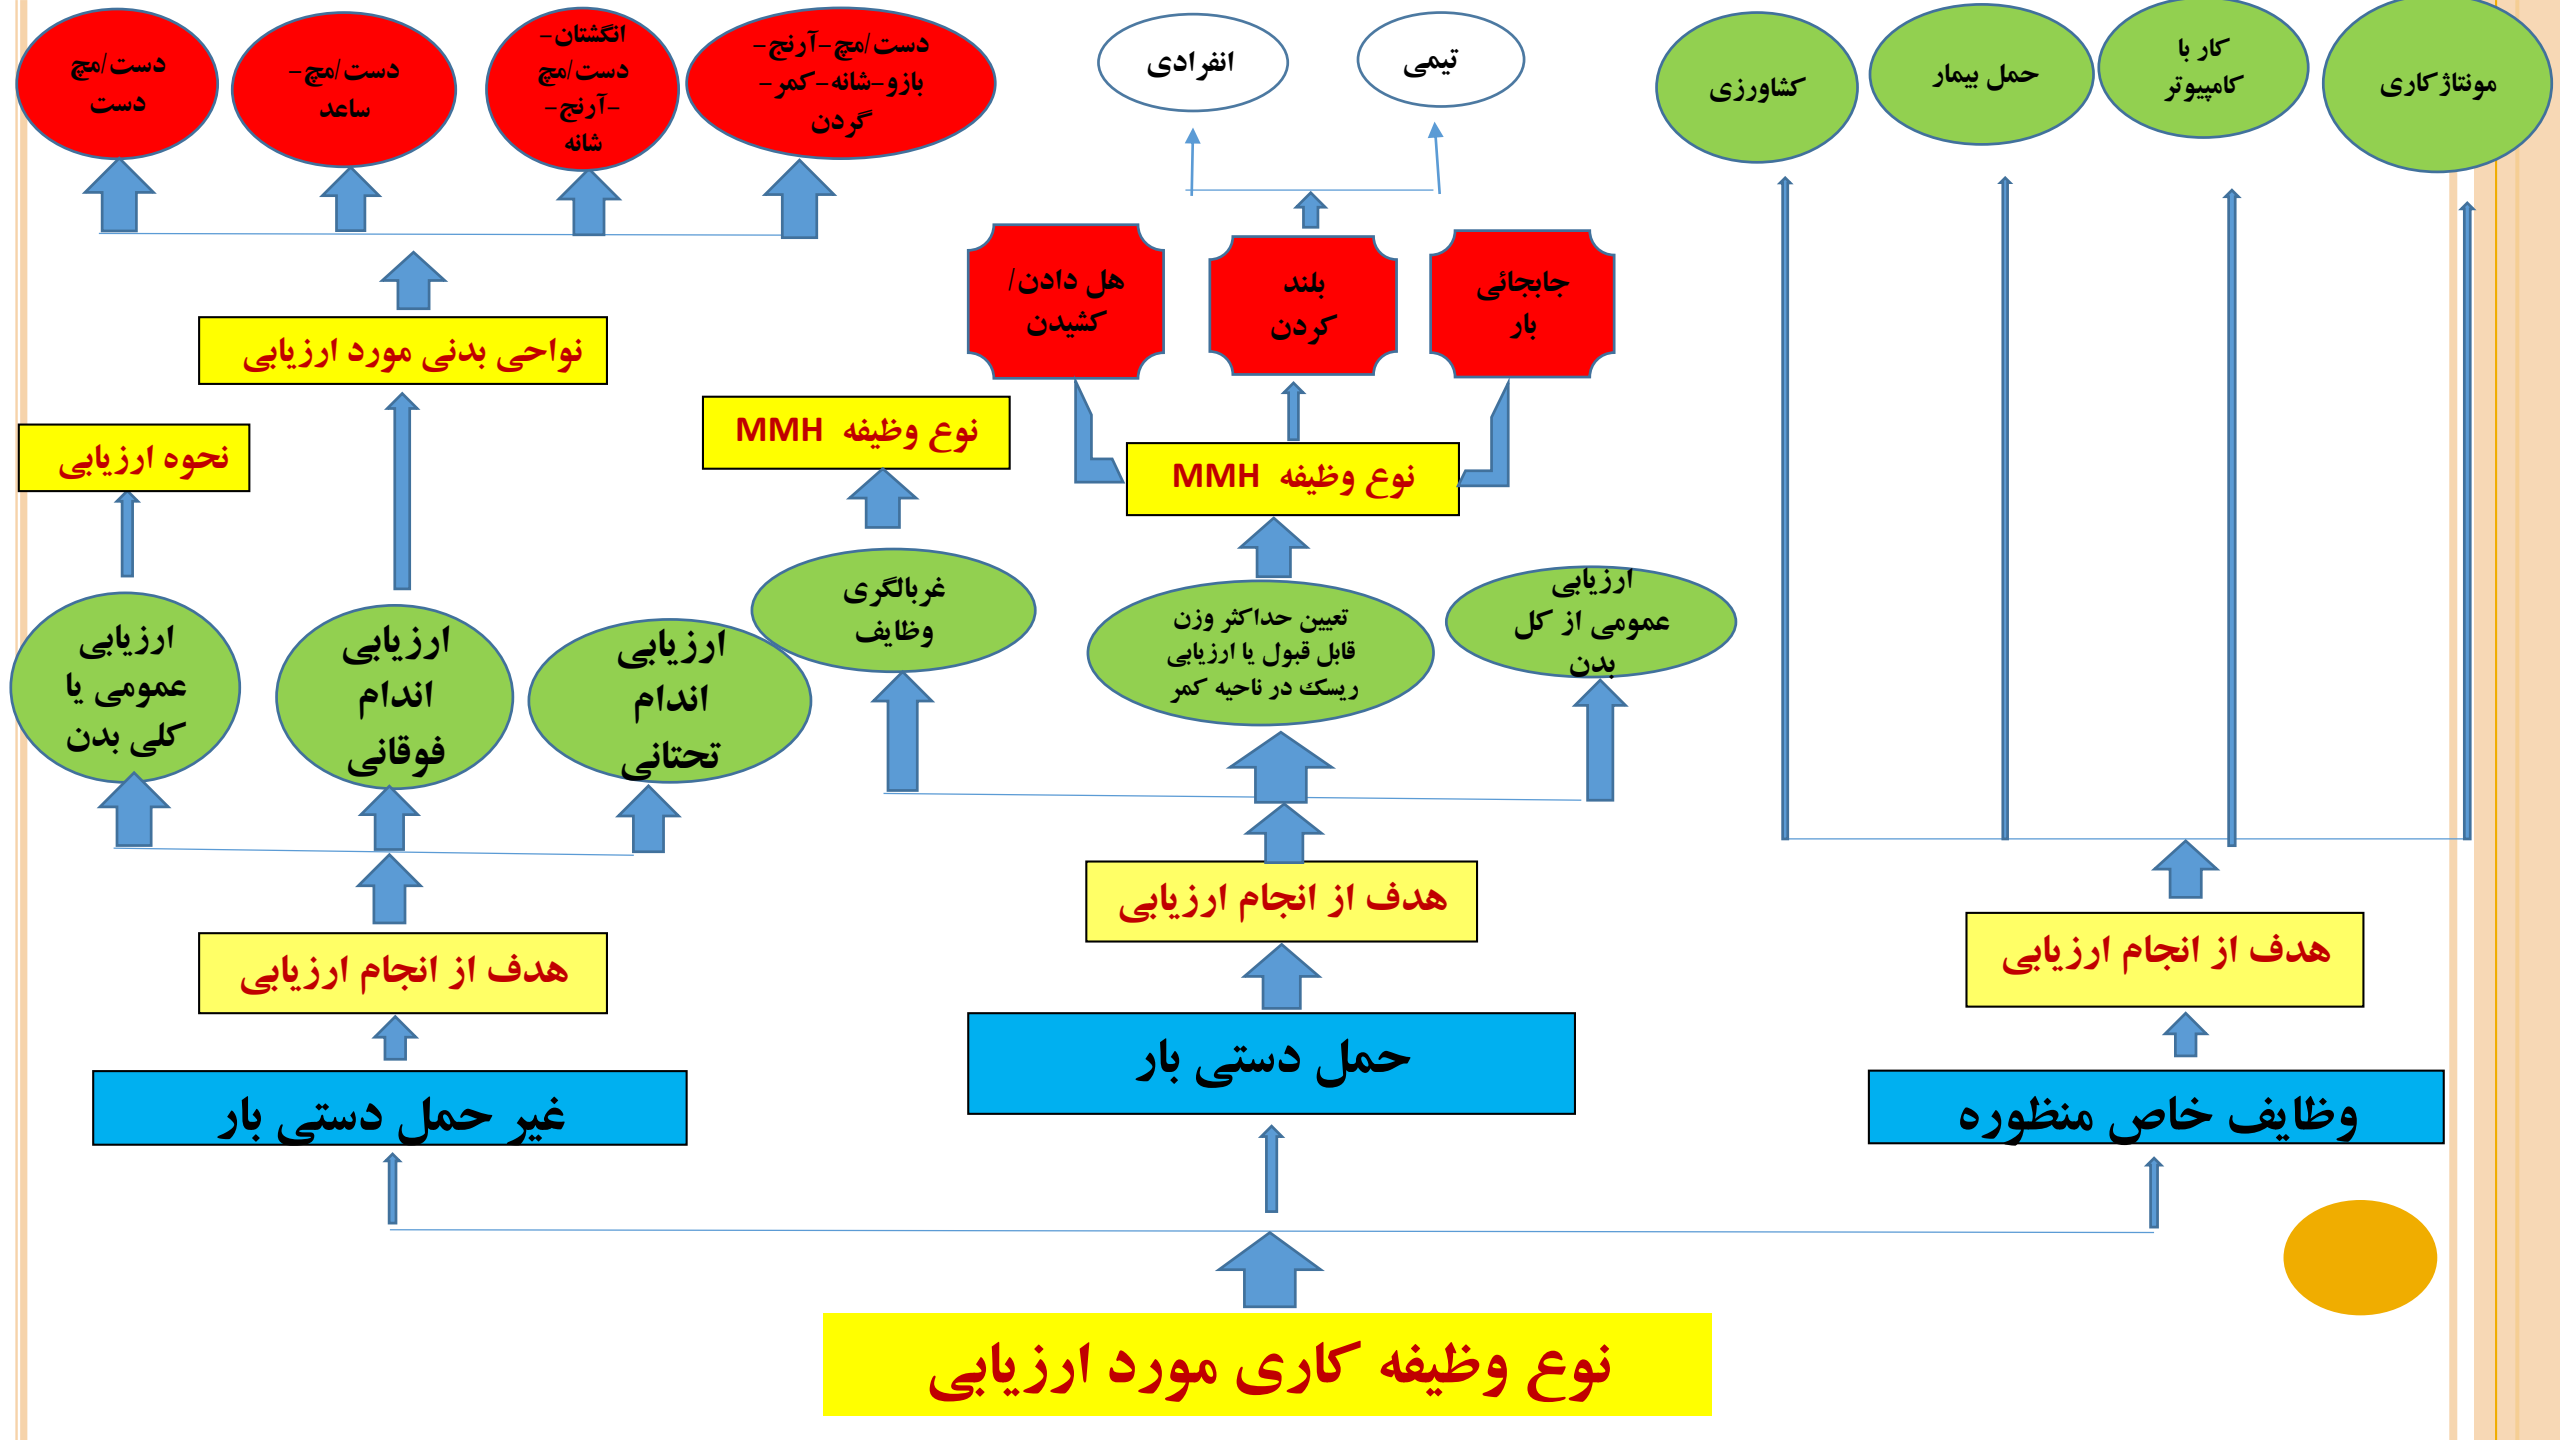 مونتاژکاری
کار با
کامپیوتر
حمل بیمار
کشاورزی
تیمی
انفرادی
دست/مچ-آرنج-
بازو-شانه-کمر-
گردن
انگشتان-
دست/مچ
-آرنج-
شانه
دست/مچ-
ساعد
دست/مچ
دست
جابجائی
بار
بلند
کردن
هل دادن/
کشیدن
نواحی بدنی مورد ارزیابی
نوع وظیفه MMH
نوع وظیفه MMH
نحوه ارزیابی
ارزیابی
عمومی از کل
بدن
تعیین حداکثر وزن
قابل قبول یا ارزیابی
ریسک در ناحیه کمر
غربالگری
وظایف
ارزیابی
اندام
تحتانی
ارزیابی
اندام
فوقانی
ارزیابی
عمومی یا
کلی بدن
هدف از انجام ارزیابی
هدف از انجام ارزیابی
هدف از انجام ارزیابی
وظایف خاص منظوره
حمل دستی بار
غیر حمل دستی بار
نوع وظیفه کاری مورد ارزیابی